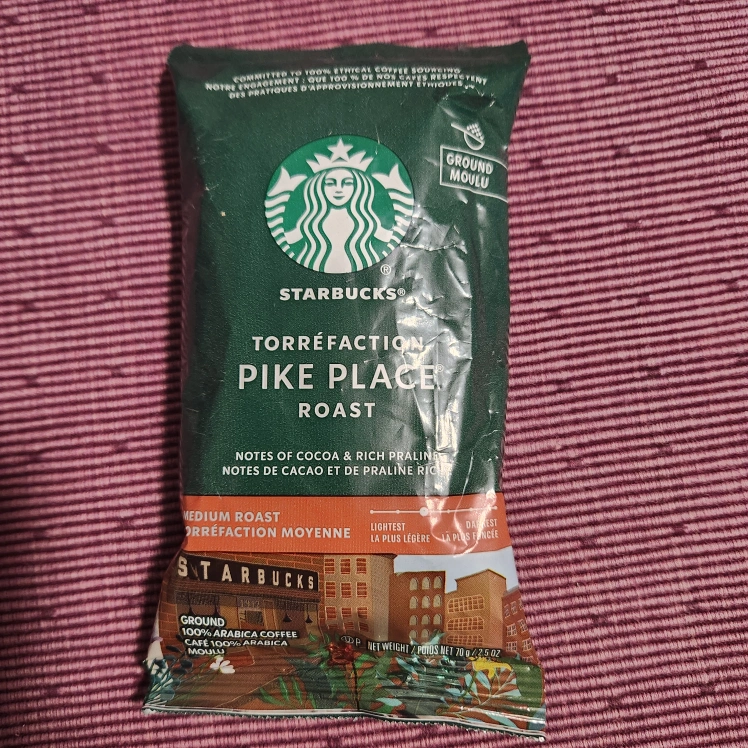 COMMITTED TO 100% ETHICAL COFFEE SOURCING
NOTRE ENGAGEMENT : QUE 100 % DE NOS CAFÉS RESPECTENT
DES PRATIQUES D'APPROVISIONNEMENT ÉTHIQUES
GROUND
MOULU
STARBUCKS®
TORRÉFACTION
PIKE PLACE®
ROAST
NOTES OF COCOA & RICH PRALINE
NOTES DE CACAO ET DE PRALINE RIC
MEDIUM ROAST
ORRÉFACTION MOYENNE
LIGHTEST
LA PLUS LÉGÈRE
DARKEST
LA PLUS FONCÉE
STARBUCKS
GROUND
100% ARABICA COFFEE
CAFÉ 100% ARABICA
MOULU
U P NET WEIGHT / POIDS NET 70 g / 2.5 OZ